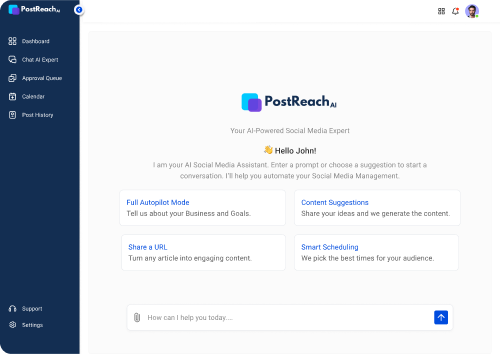 PostReach AI
Dashboard
Chat AI Expert
Approval Queue
Calendar
Post History
Support
Settings
PostReach AI
Your AI-Powered Social Media Expert
👋 Hello John!
I am your AI Social Media Assistant. Enter a prompt or choose a suggestion to start a
conversation. I'll help you automate your Social Media Management.
Full Autopilot Mode
Tell us about your Business and Goals.
Content Suggestions
Share your ideas and we generate the content.
Share a URL
Turn any article into engaging content.
Smart Scheduling
We pick the best times for your audience.
How can I help you today....